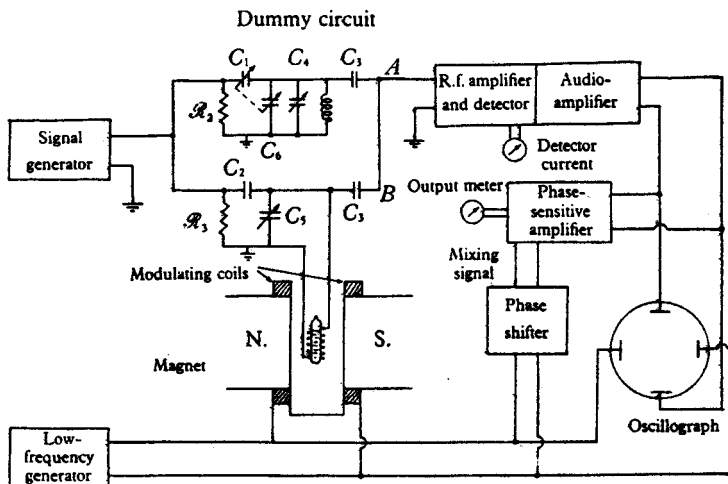 Dummy circuit
C₁
C₄
C₃
A
R.f. amplifier
and detector
Audio-
amplifier
ℛ₂
Signal
generator
C₆
Detector
current
C₂
C₃
B
Output meter
Phase-
sensitive
amplifier
ℛ₃
C₅
Modulating coils
Mixing
signal
N.
S.
Phase
shifter
Magnet
Oscillograph
Low-
frequency
generator